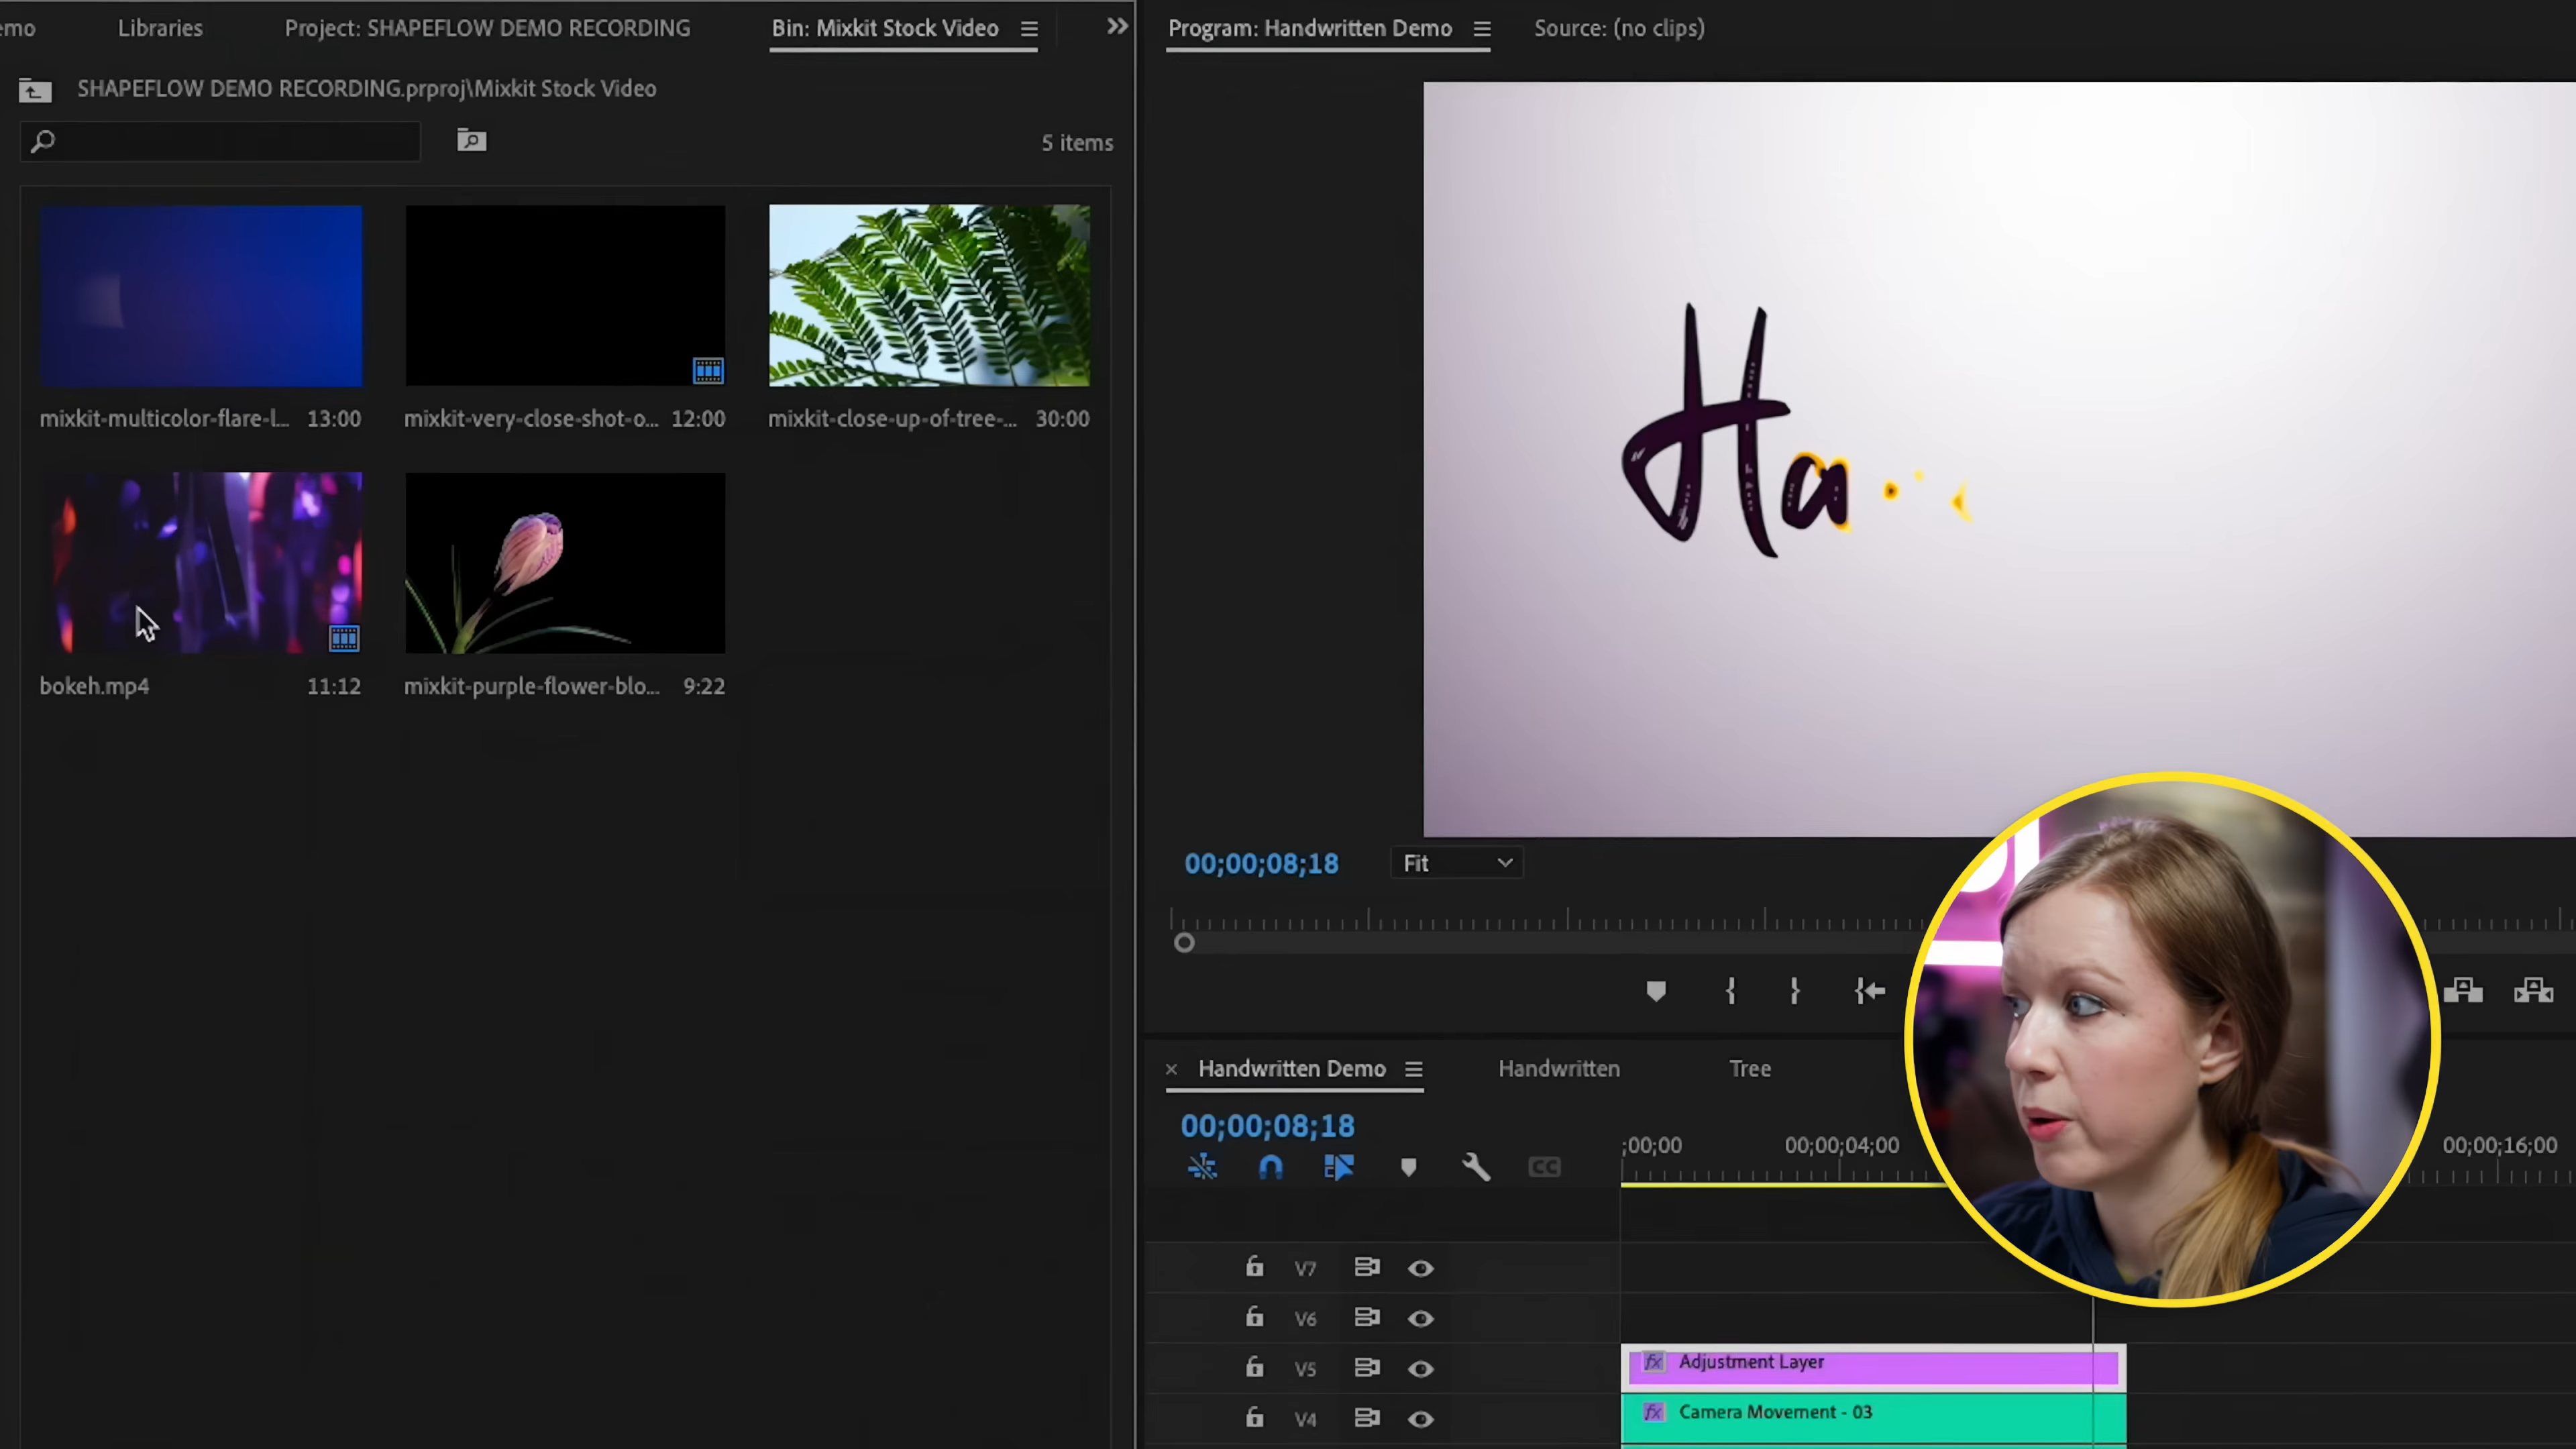 emo
Libraries
Project: SHAPEFLOW DEMO RECORDING
Bin: Mixkit Stock Video
SHAPEFLOW DEMO RECORDING.prproj\Mixkit Stock Video
5 items
mixkit-multicolor-flare-l... 13:00
mixkit-very-close-shot-o... 12:00
mixkit-close-up-of-tree-... 30:00
bokeh.mp4 11:12
mixkit-purple-flower-blo... 9:22
Program: Handwritten Demo
Source: (no clips)
Ha
00;00;08;18
Fit
Handwritten Demo
Handwritten
Tree
00;00;08;18
;00;00
00;00;04;00
00;00;16;00
CC
V7
V6
V5
fx Adjustment Layer
V4
fx Camera Movement - 03